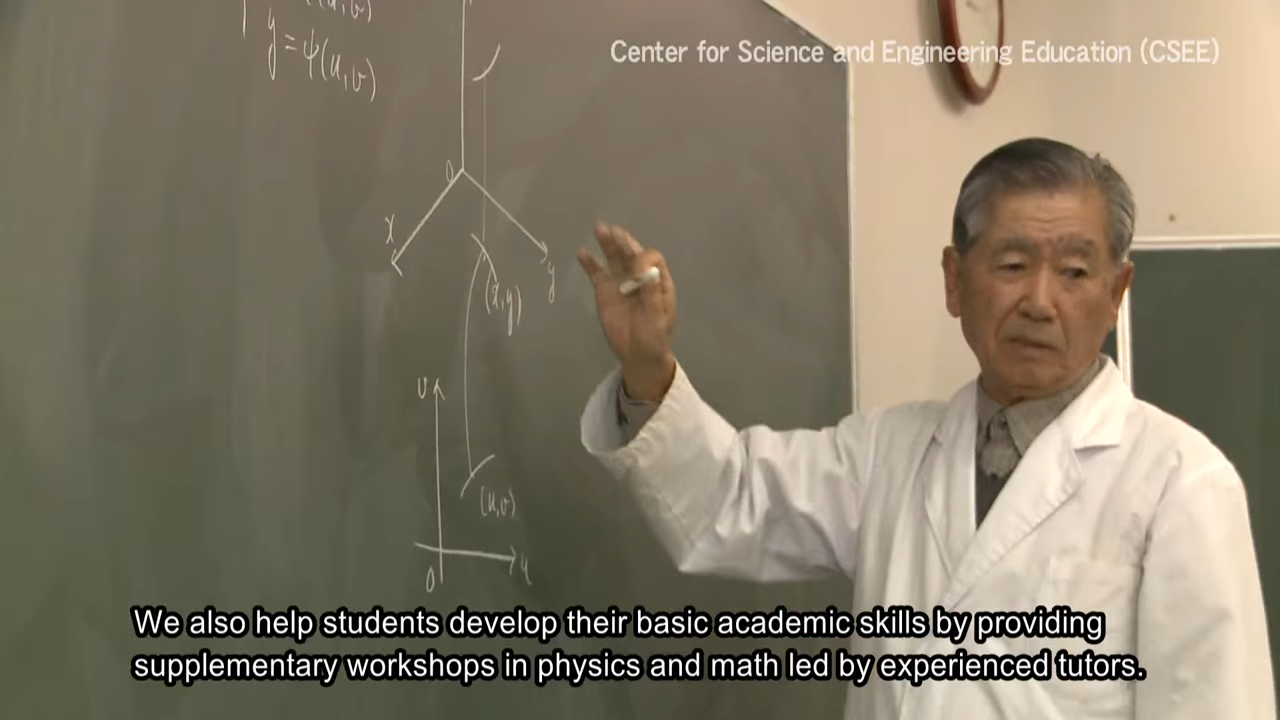 Center for Science and Engineering Education (CSEE)
y = ψ(u,v)
0
x
y
(x,y)
v
(u,v)
0
u
We also help students develop their basic academic skills by providing
supplementary workshops in physics and math led by experienced tutors.